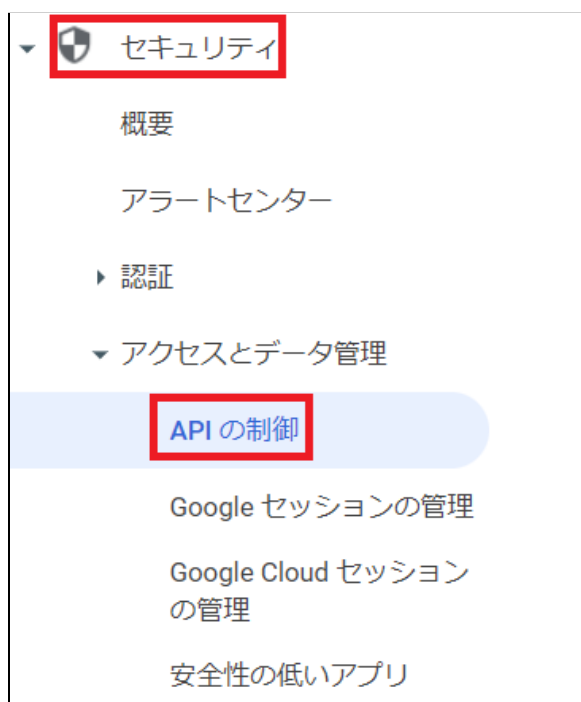 セキュリティ
概要
アラートセンター
認証
アクセスとデータ管理
API の制御
Google セッションの管理
Google Cloud セッション
の管理
安全性の低いアプリ